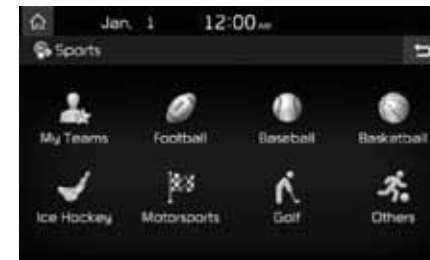 Jan. 1 12:00 AM
Sports
My Teams Football Baseball Basketball
Ice Hockey Motorsports Golf Others